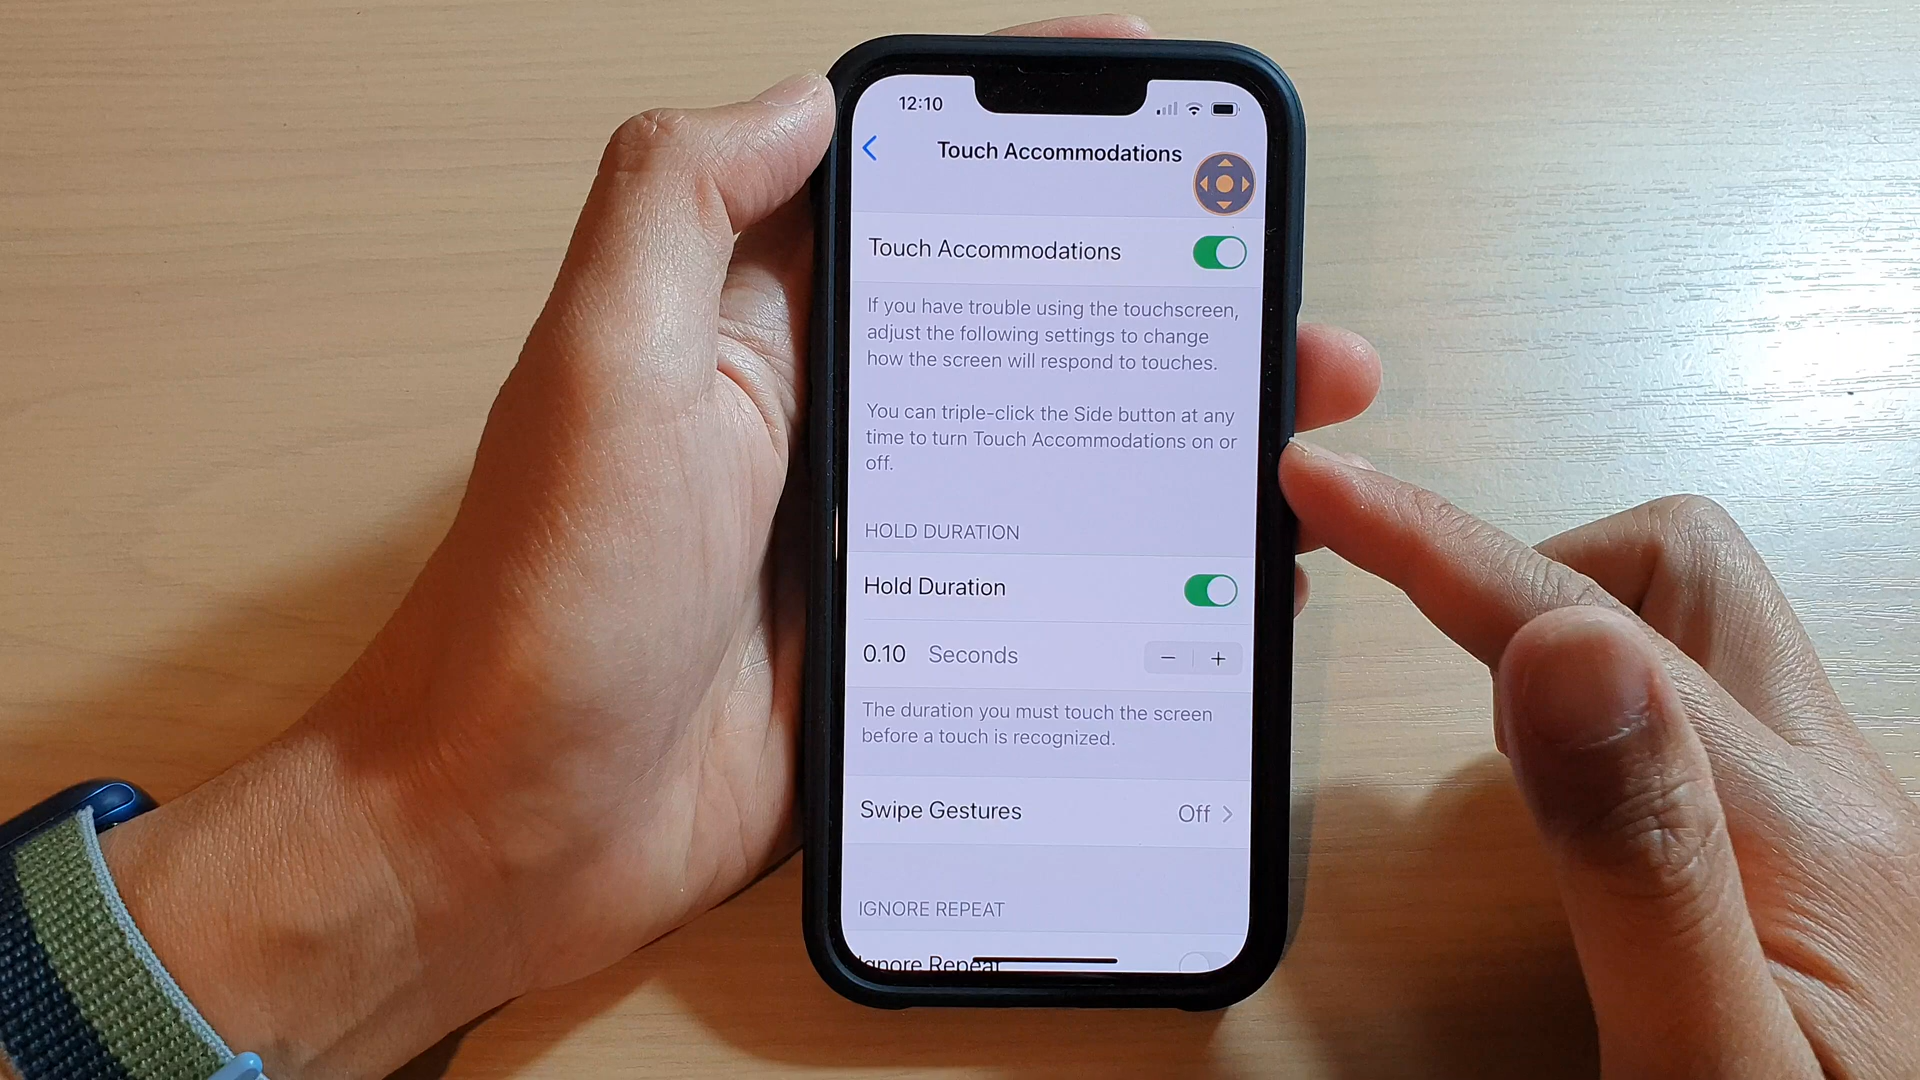 12:10
Touch Accommodations
Touch Accommodations
If you have trouble using the touchscreen,
adjust the following settings to change
how the screen will respond to touches.
You can triple-click the Side button at any
time to turn Touch Accommodations on or
off.
HOLD DURATION
Hold Duration
0.10 Seconds
The duration you must touch the screen
before a touch is recognized.
Swipe Gestures Off
IGNORE REPEAT
Ignore Repeat